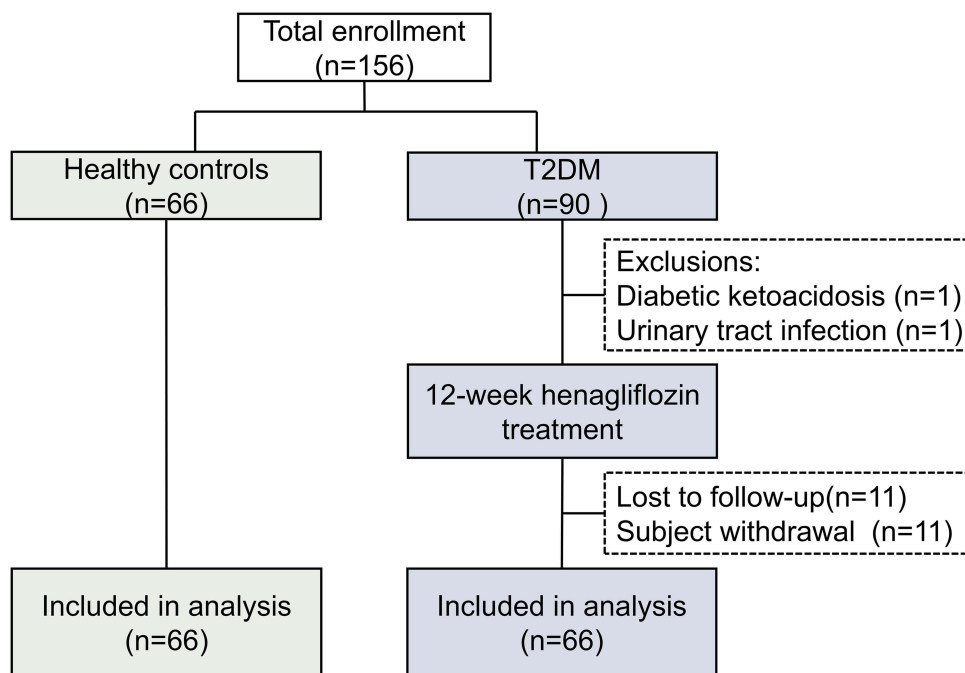 Total enrollment
(n=156)
Healthy controls
(n=66)
T2DM
(n=90 )
Exclusions:
Diabetic ketoacidosis (n=1)
Urinary tract infection (n=1)
12-week henagliflozin
treatment
Lost to follow-up(n=11)
Subject withdrawal  (n=11)
Included in analysis
(n=66)
Included in analysis
(n=66)